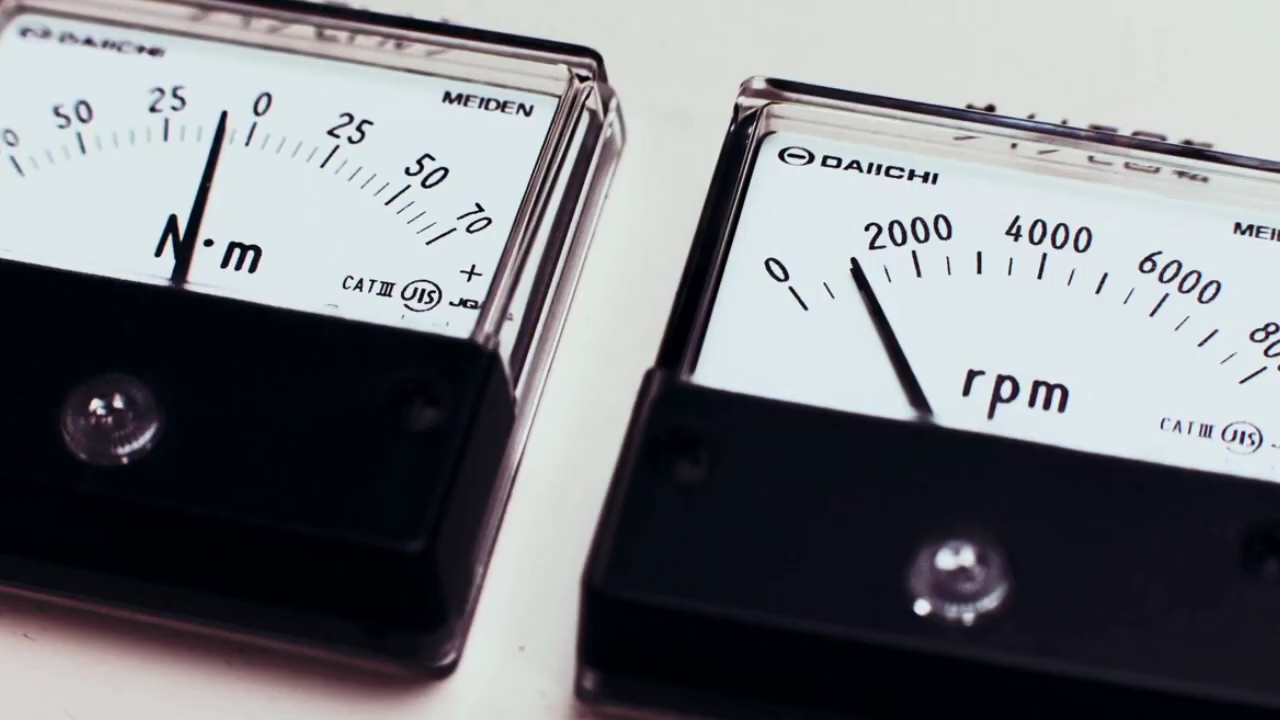 DAIICHI
50 25 0 25 50 70
MEIDEN
N·m
+
CAT III JIS
DAIICHI
0 2000 4000 6000
rpm
CAT III JIS